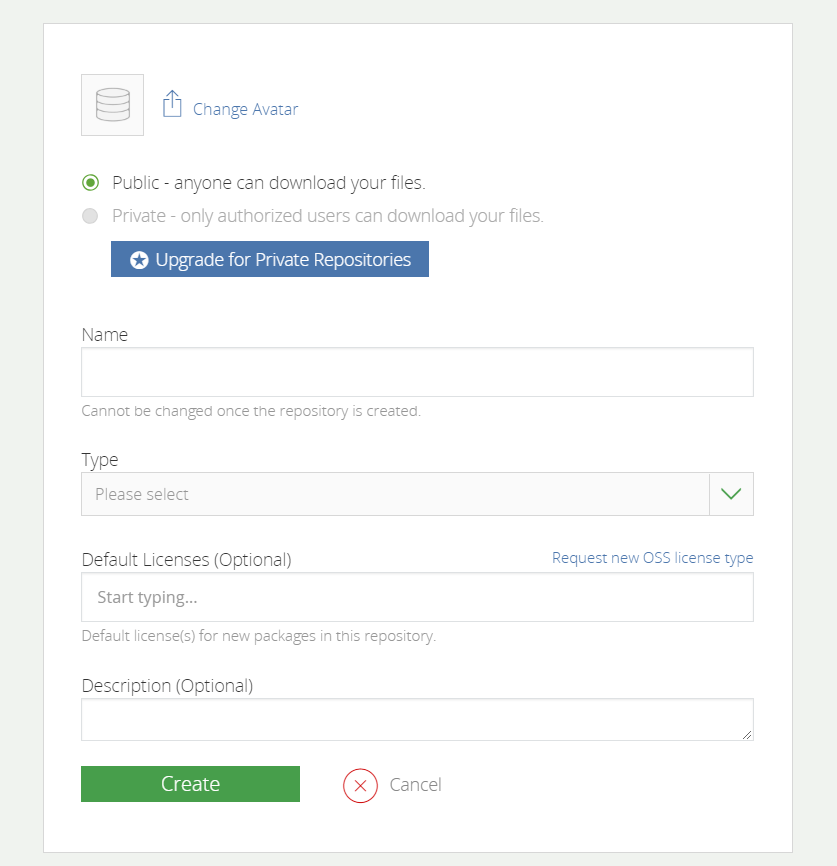 Change Avatar
Public - anyone can download your files.
Private - only authorized users can download your files.
Upgrade for Private Repositories
Name
Cannot be changed once the repository is created.
Type
Please select
Default Licenses (Optional)
Request new OSS license type
Start typing...
Default license(s) for new packages in this repository.
Description (Optional)
Create
Cancel